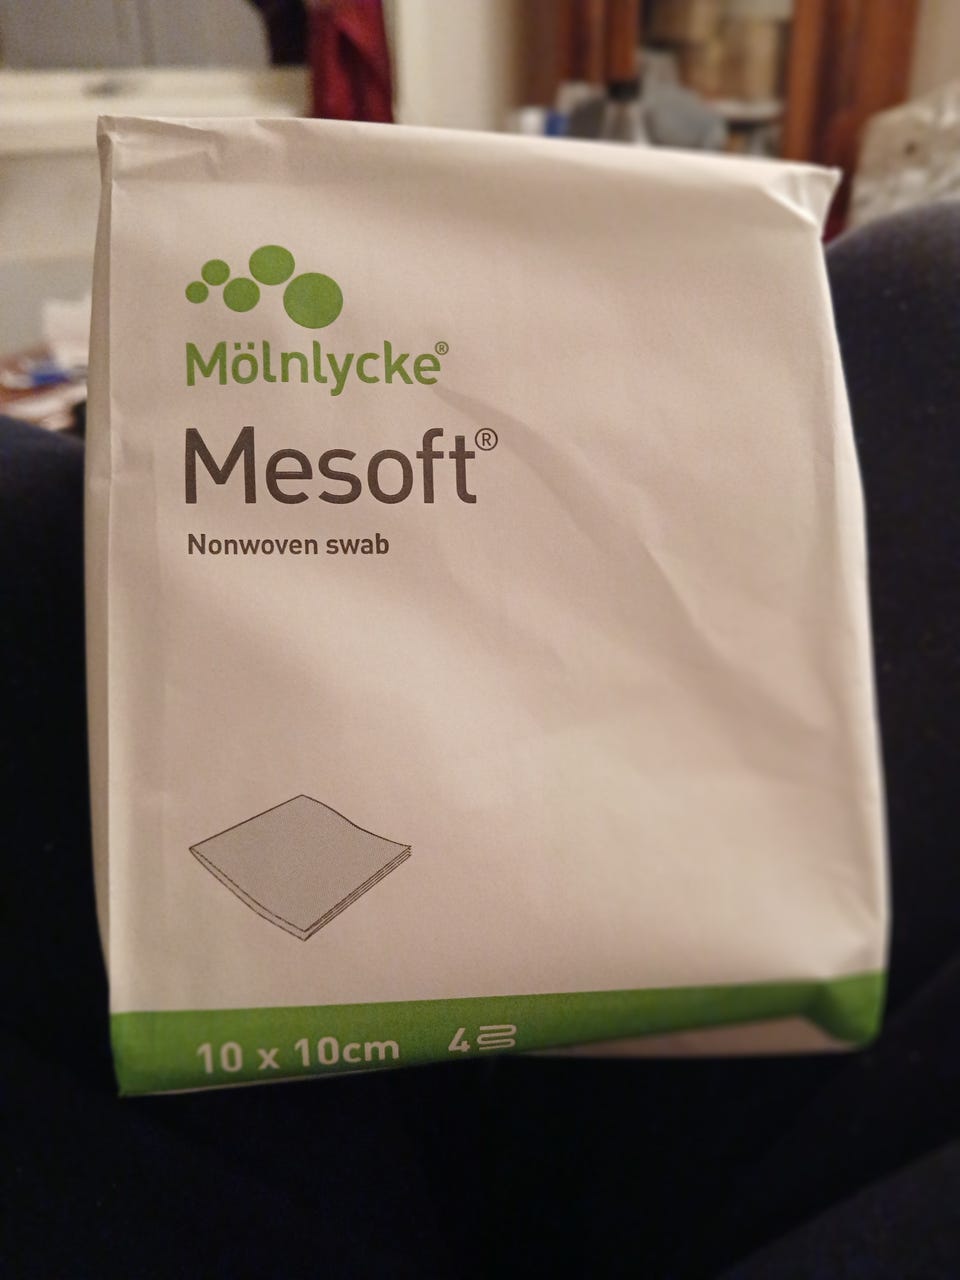 Mölnlycke®
Mesoft®
Nonwoven swab
10 x 10cm 4